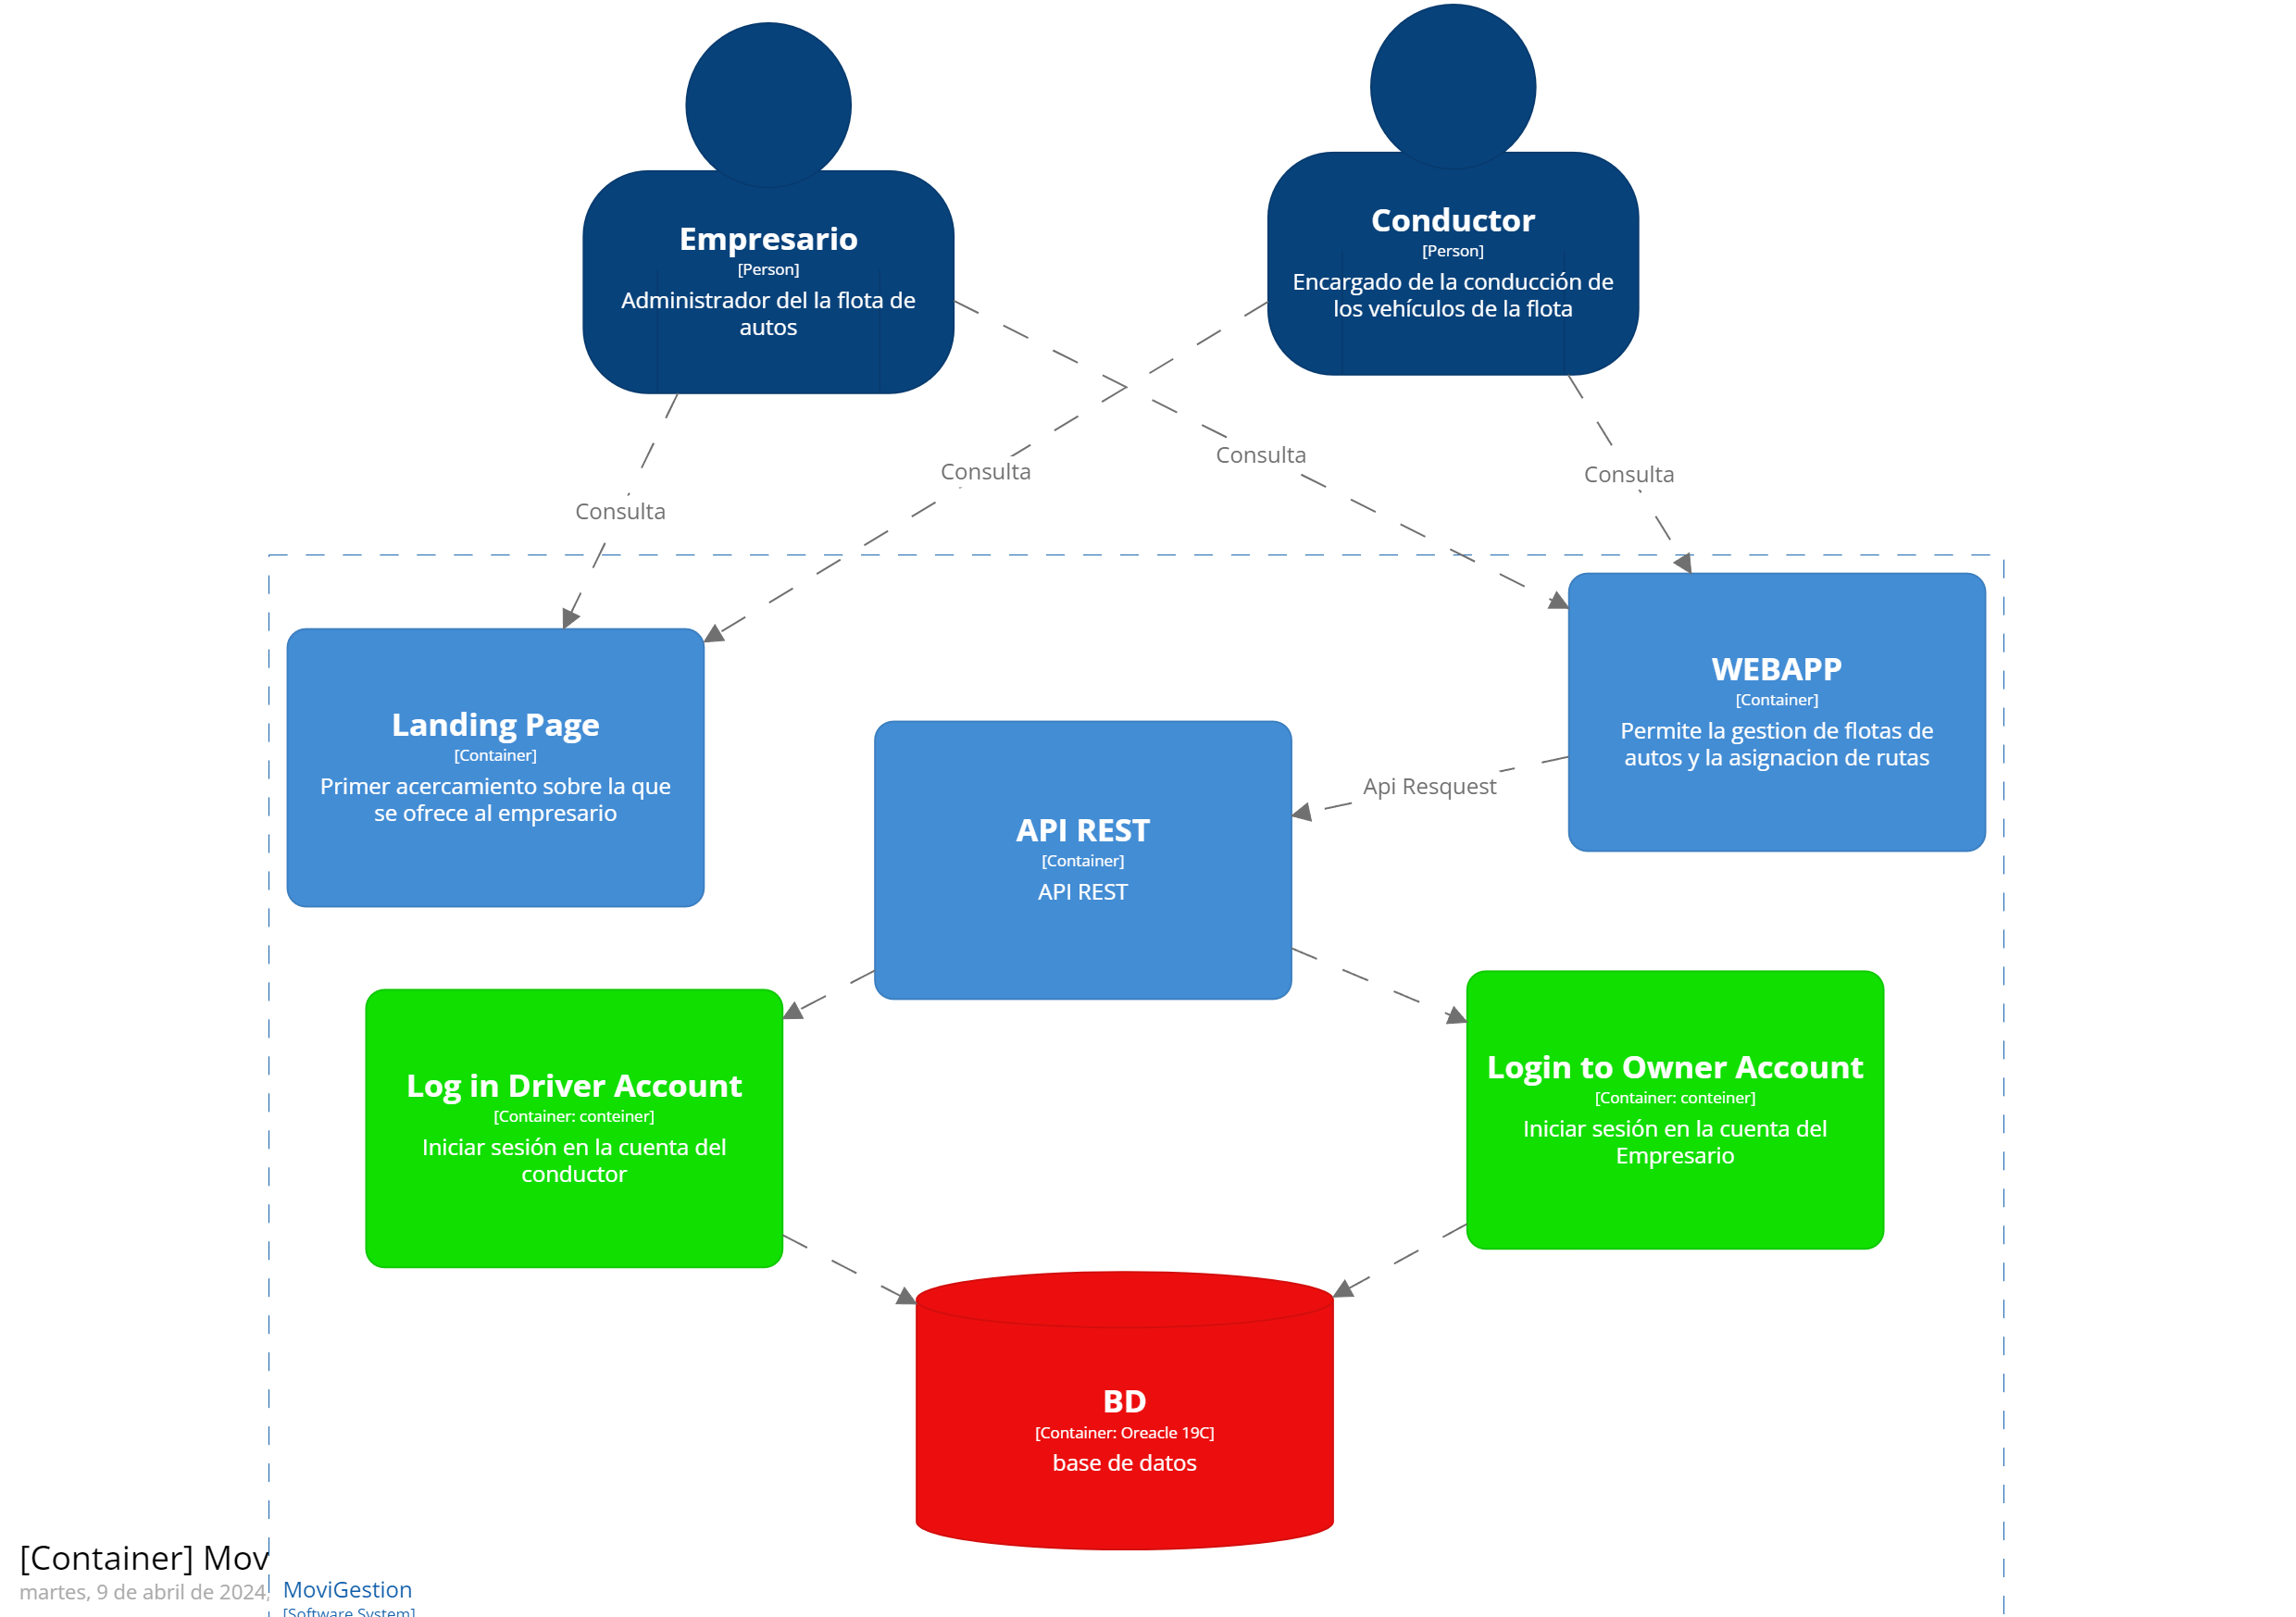 Empresario
[Person]
Administrador del la flota de
autos
Conductor
[Person]
Encargado de la conducción de
los vehículos de la flota
Consulta
Consulta
Consulta
Consulta
Landing Page
[Container]
Primer acercamiento sobre la que
se ofrece al empresario
WEBAPP
[Container]
Permite la gestion de flotas de
autos y la asignacion de rutas
Api Resquest
API REST
[Container]
API REST
Log in Driver Account
[Container: conteiner]
Iniciar sesión en la cuenta del
conductor
Login to Owner Account
[Container: conteiner]
Iniciar sesión en la cuenta del
Empresario
BD
[Container: Oreacle 19C]
base de datos
[Container] Mov
martes, 9 de abril de 2024,
MoviGestion
[Software System]